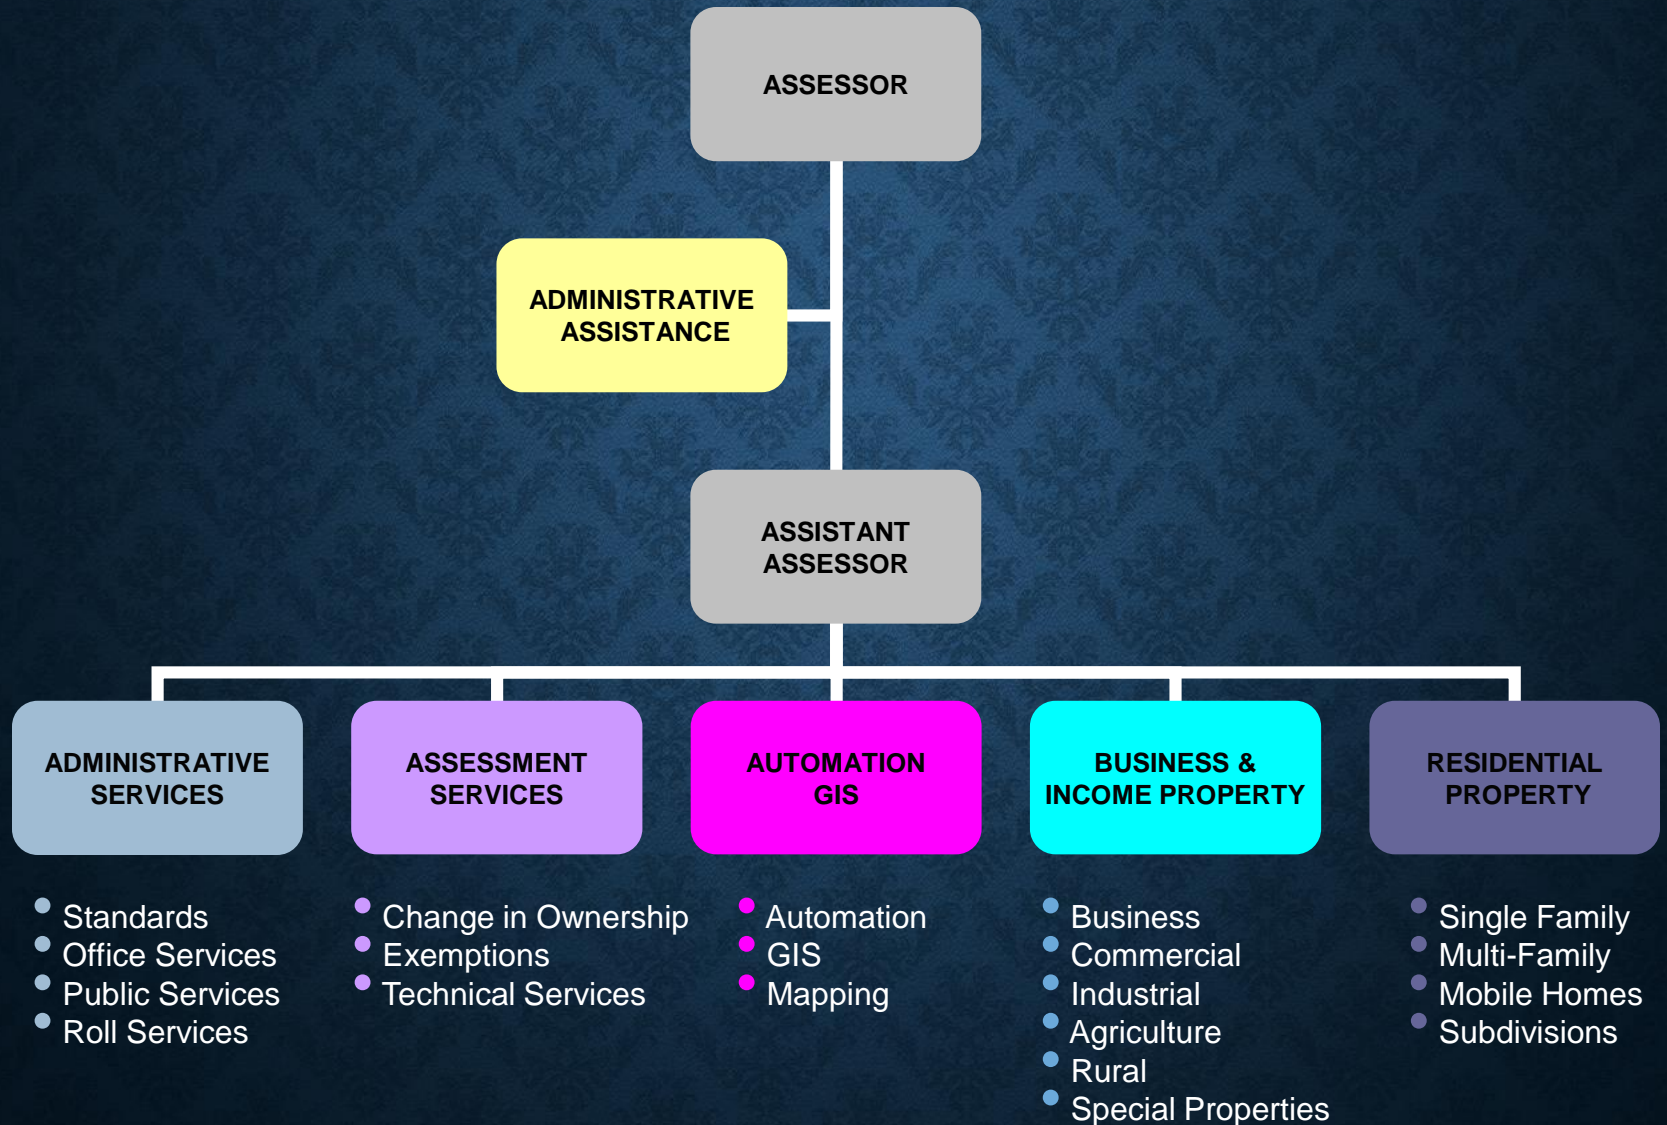 ASSESSOR
ADMINISTRATIVE
ASSISTANCE
ASSISTANT
ASSESSOR
ADMINISTRATIVE
SERVICES
ASSESSMENT
SERVICES
AUTOMATION
GIS
BUSINESS &
INCOME PROPERTY
RESIDENTIAL
PROPERTY
Standards
Office Services
Public Services
Roll Services
Change in Ownership
Exemptions
Technical Services
Automation
GIS
Mapping
Business
Commercial
Industrial
Agriculture
Rural
Special Properties
Single Family
Multi-Family
Mobile Homes
Subdivisions